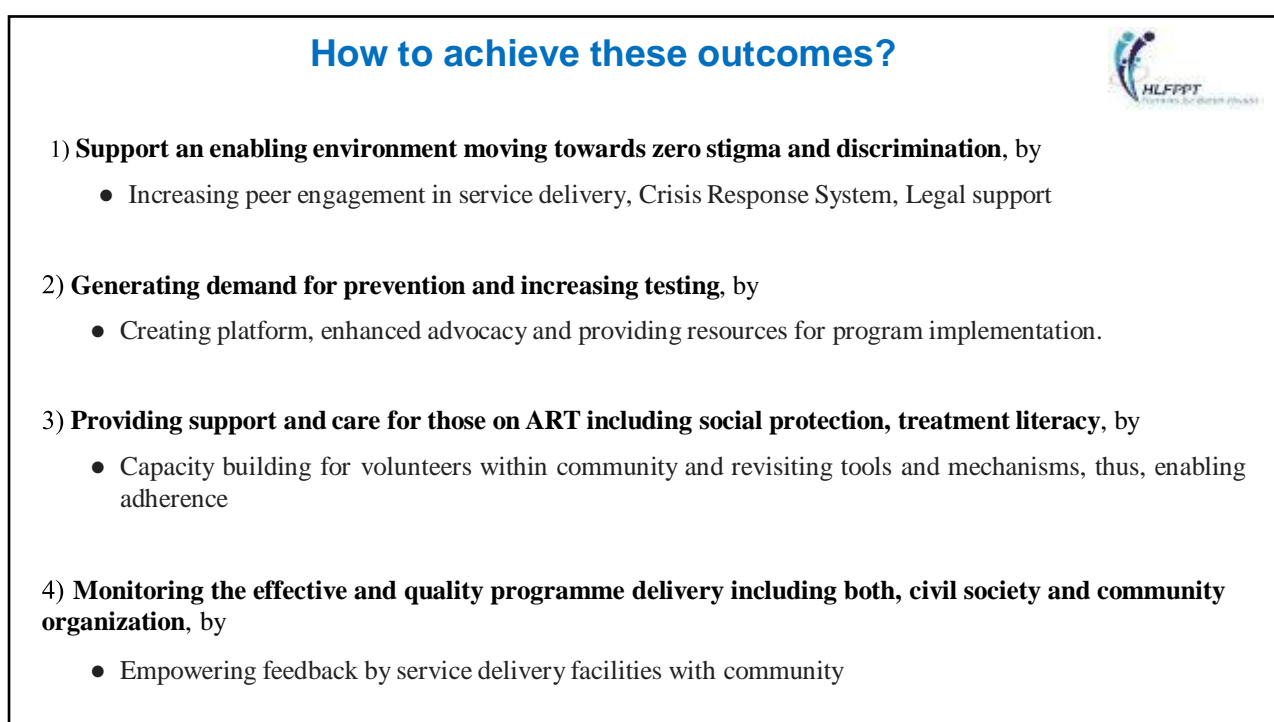 How to achieve these outcomes?
HLFPPT
1) Support an enabling environment moving towards zero stigma and discrimination, by
● Increasing peer engagement in service delivery, Crisis Response System, Legal support
2) Generating demand for prevention and increasing testing, by
● Creating platform, enhanced advocacy and providing resources for program implementation.
3) Providing support and care for those on ART including social protection, treatment literacy, by
● Capacity building for volunteers within community and revisiting tools and mechanisms, thus, enabling
adherence
4) Monitoring the effective and quality programme delivery including both, civil society and community
organization, by
● Empowering feedback by service delivery facilities with community